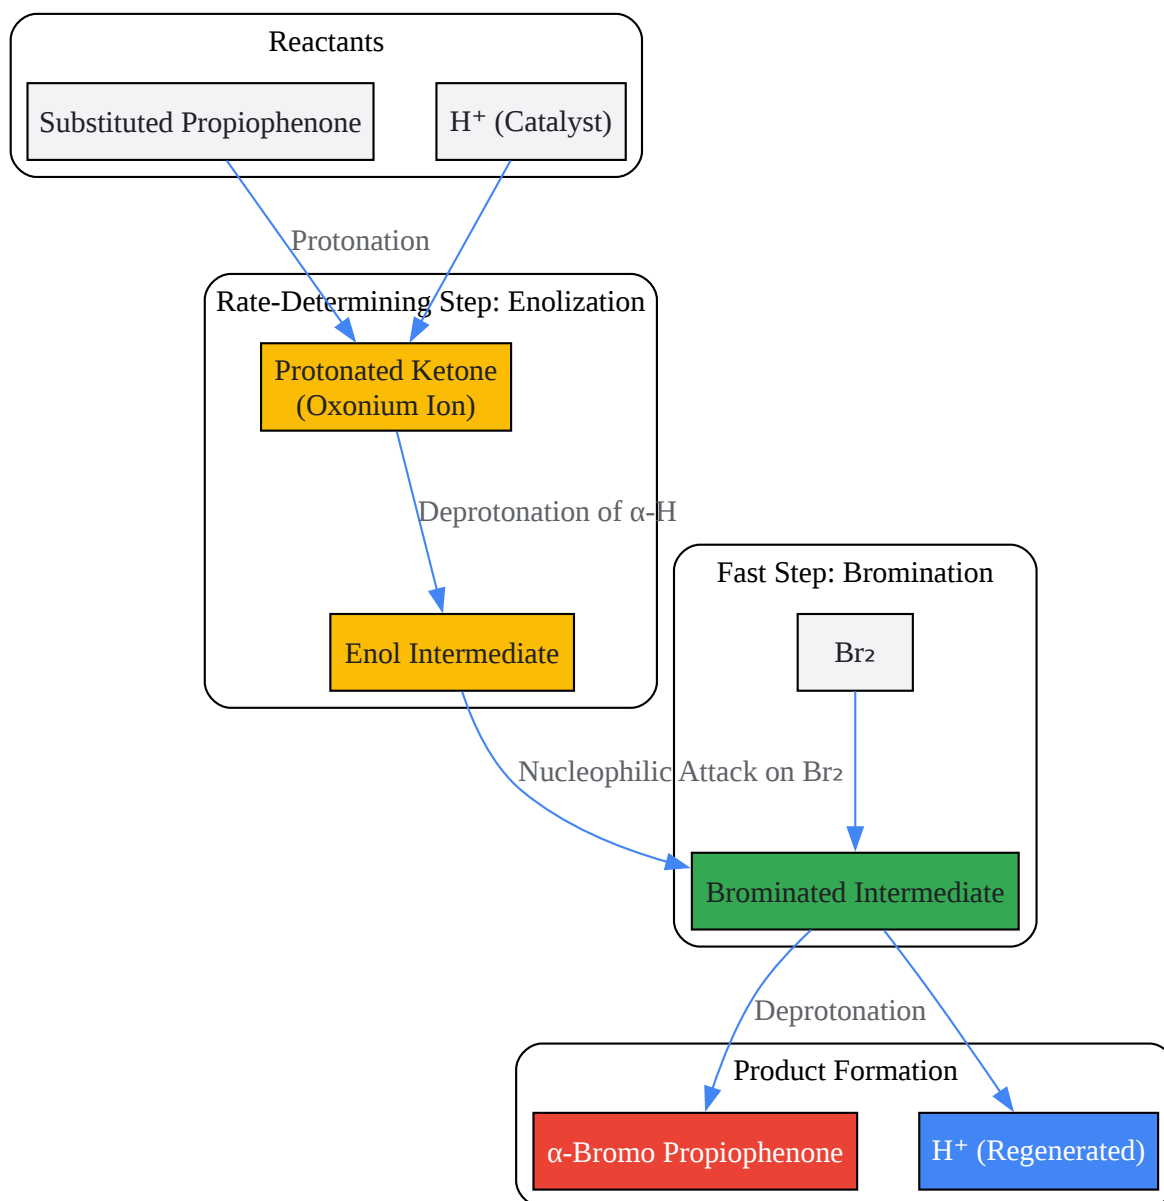 Reactants
Substituted Propiophenone
H⁺ (Catalyst)
Protonation
Rate-Determining Step: Enolization
Protonated Ketone
(Oxonium Ion)
Deprotonation of α-H
Fast Step: Bromination
Enol Intermediate
Br₂
Nucleophilic Attack on Br₂
Brominated Intermediate
Deprotonation
Product Formation
α-Bromo Propiophenone
H⁺ (Regenerated)